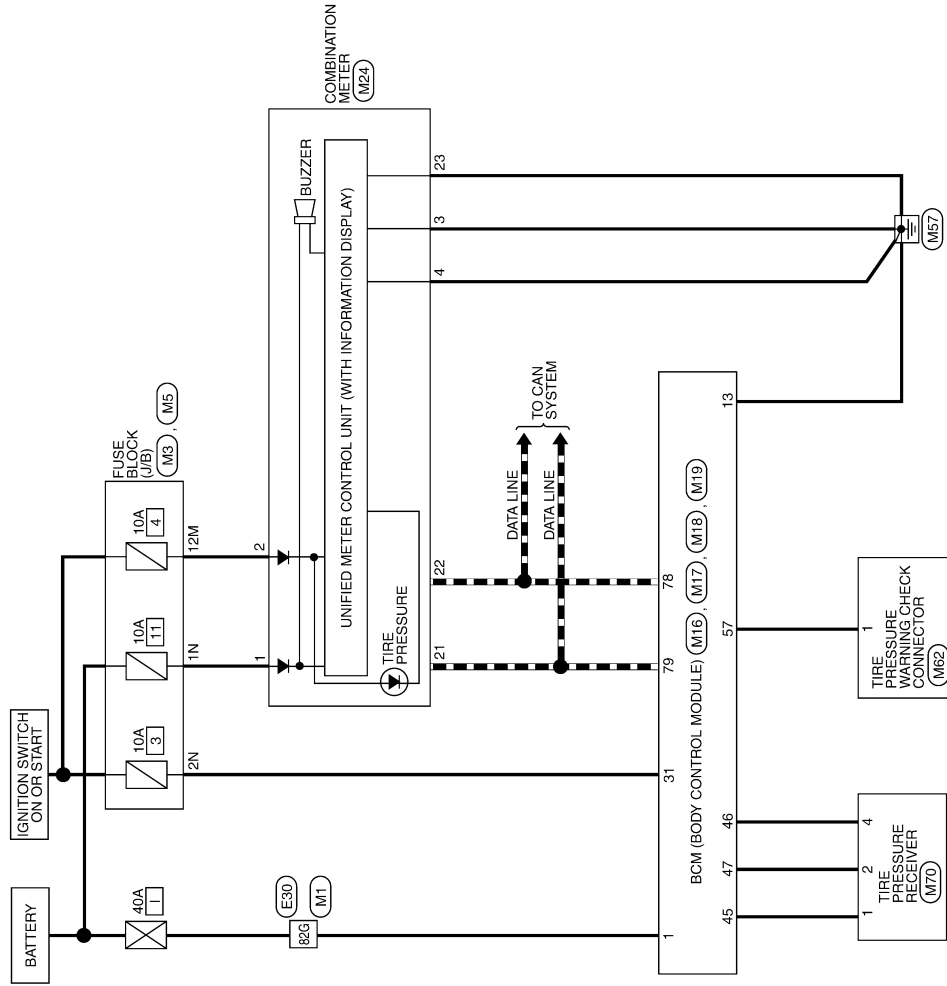 BATTERY
IGNITION SWITCH
ON OR START
40A
I
10A
3
10A
11
10A
4
FUSE
BLOCK
(J/B)
M3 , M5
2N
1N
12M
82G
E30
M1
1
2
COMBINATION
METER
M24
BUZZER
UNIFIED METER CONTROL UNIT (WITH INFORMATION DISPLAY)
TIRE
PRESSURE
21
22
4
3
23
DATA LINE
DATA LINE
TO CAN
SYSTEM
1
31
79
78
BCM (BODY CONTROL MODULE) M16 , M17 , M18 , M19
45
47
46
57
13
M57
1
2
4
TIRE
PRESSURE
RECEIVER
M70
1
TIRE
PRESSURE
WARNING CHECK
CONNECTOR
M62